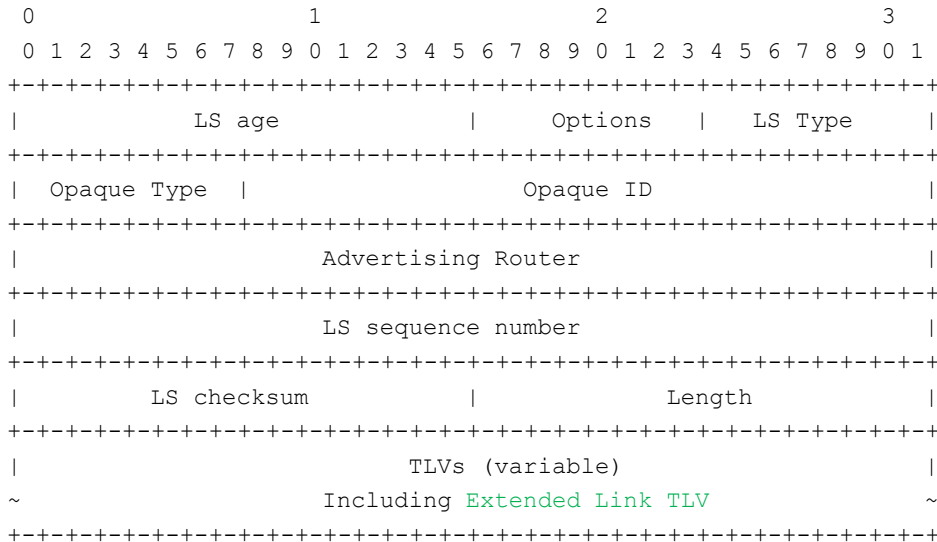 0                   1                   2                   3
0 1 2 3 4 5 6 7 8 9 0 1 2 3 4 5 6 7 8 9 0 1 2 3 4 5 6 7 8 9 0 1
+-+-+-+-+-+-+-+-+-+-+-+-+-+-+-+-+-+-+-+-+-+-+-+-+-+-+-+-+-+-+-+-+
|            LS age             |     Options   |   LS Type     |
+-+-+-+-+-+-+-+-+-+-+-+-+-+-+-+-+-+-+-+-+-+-+-+-+-+-+-+-+-+-+-+-+
|  Opaque Type  |                   Opaque ID                   |
+-+-+-+-+-+-+-+-+-+-+-+-+-+-+-+-+-+-+-+-+-+-+-+-+-+-+-+-+-+-+-+-+
|                     Advertising Router                        |
+-+-+-+-+-+-+-+-+-+-+-+-+-+-+-+-+-+-+-+-+-+-+-+-+-+-+-+-+-+-+-+-+
|                     LS sequence number                        |
+-+-+-+-+-+-+-+-+-+-+-+-+-+-+-+-+-+-+-+-+-+-+-+-+-+-+-+-+-+-+-+-+
|         LS checksum           |             Length            |
+-+-+-+-+-+-+-+-+-+-+-+-+-+-+-+-+-+-+-+-+-+-+-+-+-+-+-+-+-+-+-+-+
|                           TLVs (variable)                     |
~                     Including Extended Link TLV               ~
+-+-+-+-+-+-+-+-+-+-+-+-+-+-+-+-+-+-+-+-+-+-+-+-+-+-+-+-+-+-+-+-+